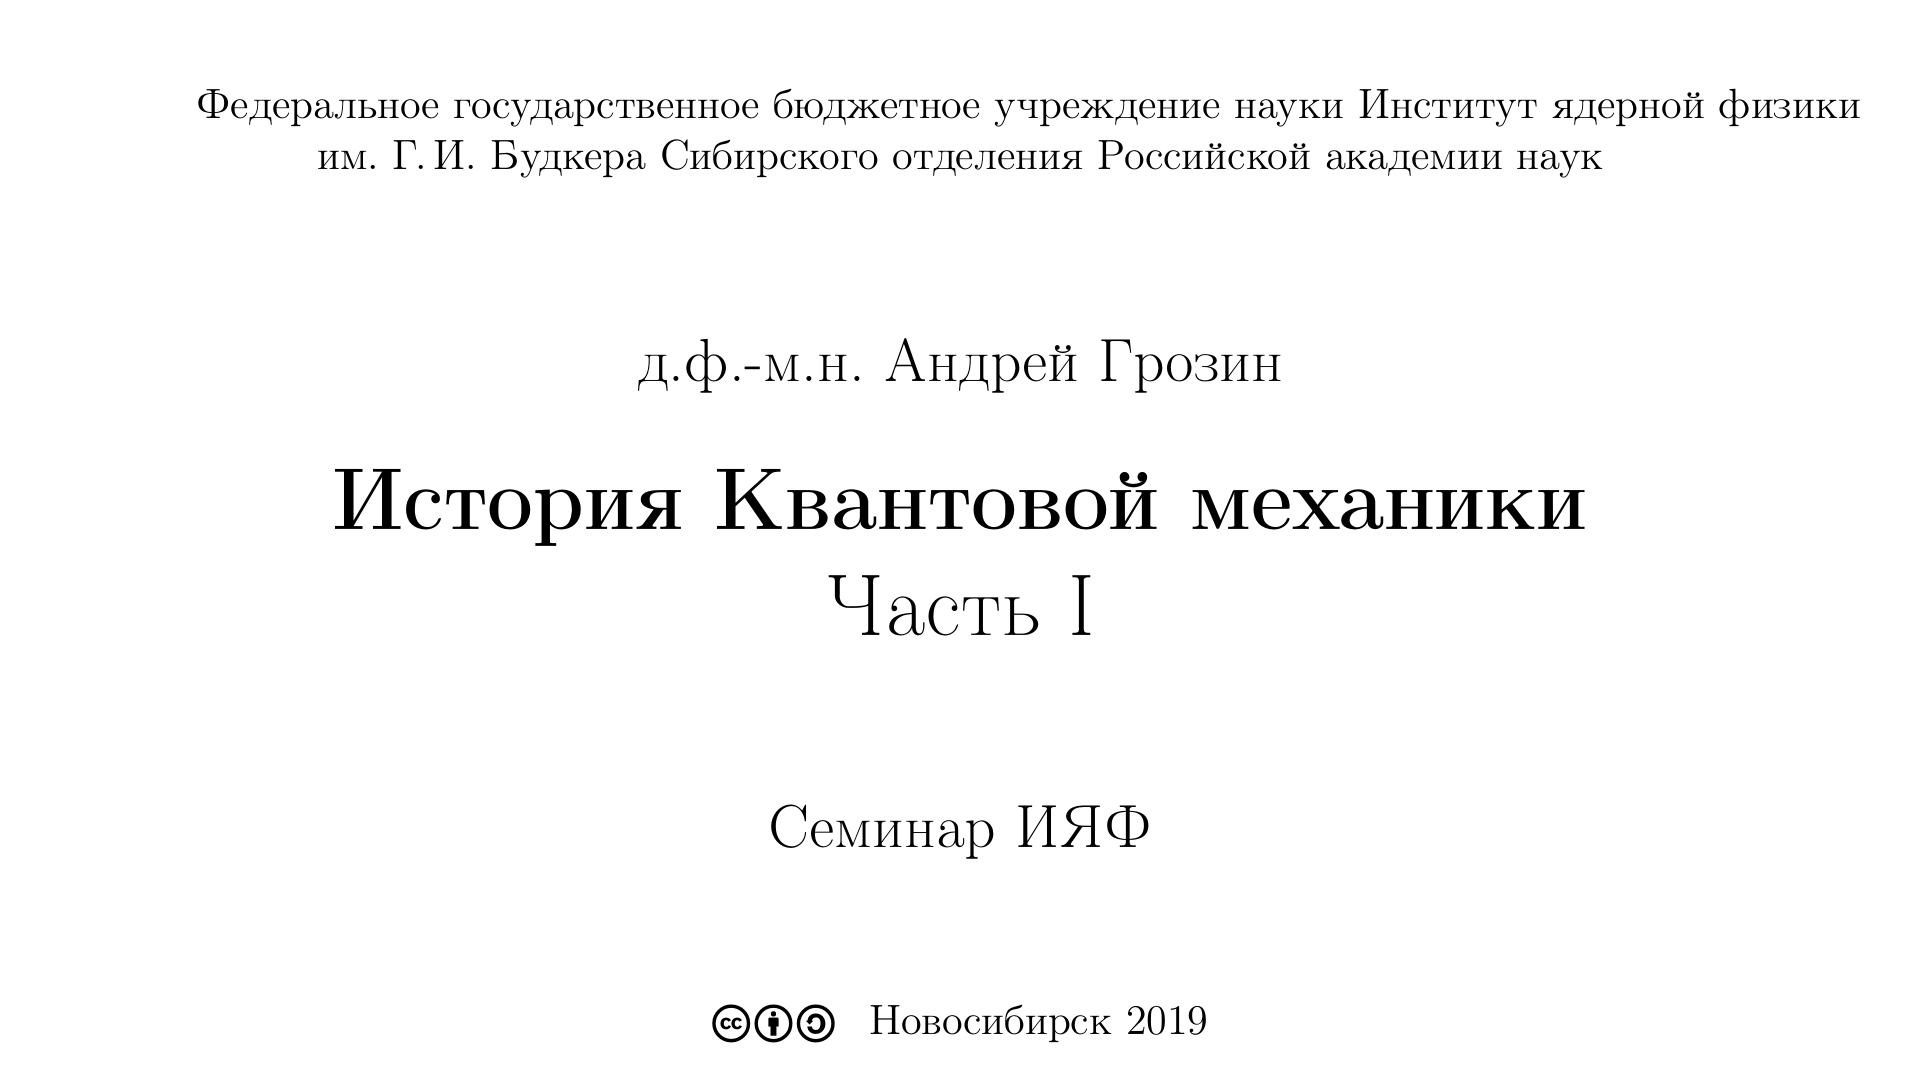 Федеральное государственное бюджетное учреждение науки Институт ядерной физики
им. Г. И. Будкера Сибирского отделения Российской академии наук
д.ф.-м.н. Андрей Грозин
История Квантовой механики
Часть I
Семинар ИЯФ
cc Новосибирск 2019